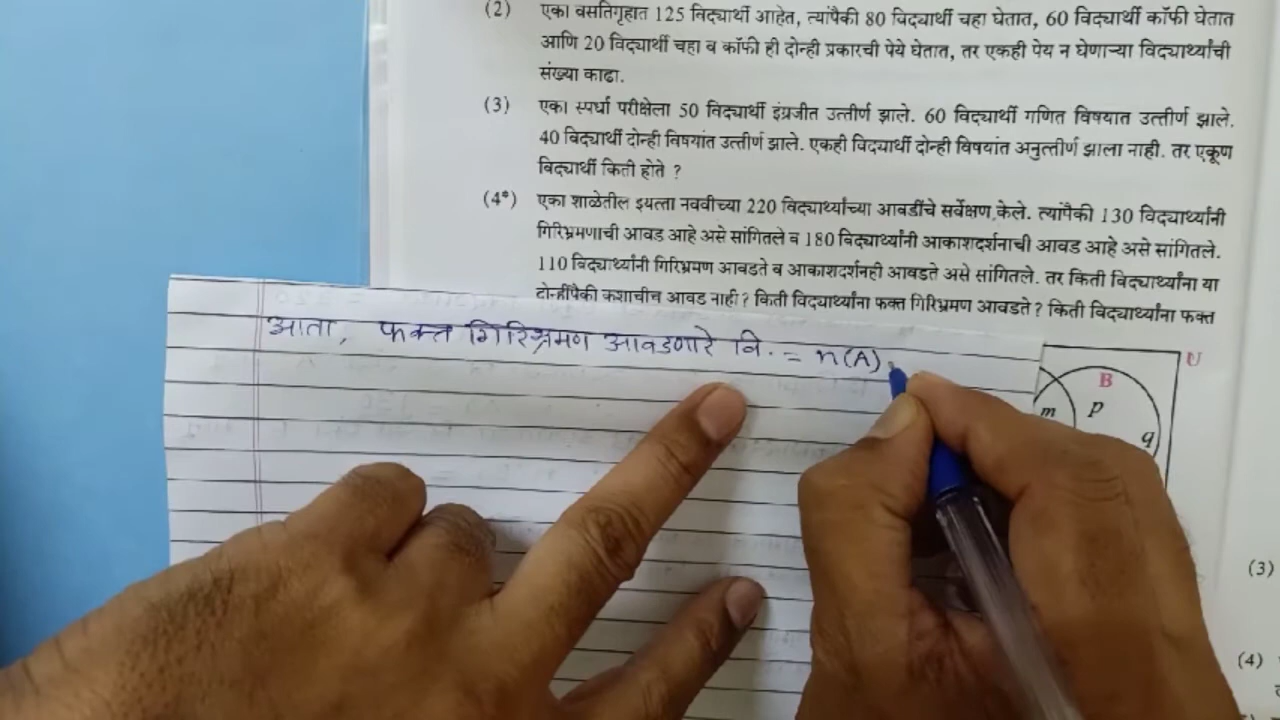 (2) एका वसतिगृहात 125 विद्यार्थी आहेत, त्यांपैकी 80 विद्यार्थी चहा घेतात, 60 विद्यार्थी कॉफी घेतात
आणि 20 विद्यार्थी चहा व कॉफी ही दोन्ही प्रकारची पेये घेतात, तर एकही पेय न घेणाऱ्या विद्यार्थ्यांची
संख्या काढा.
(3) एका स्पर्धा परीक्षेला 50 विद्यार्थी इंग्रजीत उत्तीर्ण झाले. 60 विद्यार्थी गणित विषयात उत्तीर्ण झाले.
40 विद्यार्थी दोन्ही विषयांत उत्तीर्ण झाले. एकही विद्यार्थी दोन्ही विषयांत अनुत्तीर्ण झाला नाही. तर एकूण
विद्यार्थी किती होते ?
(4*) एका शाळेतील इयत्ता नववीच्या 220 विद्यार्थ्यांच्या आवडींचे सर्वेक्षण केले. त्यांपैकी 130 विद्यार्थ्यांनी
गिरिभ्रमणाची आवड आहे असे सांगितले व 180 विद्यार्थ्यांनी आकाशदर्शनाची आवड आहे असे सांगितले.
110 विद्यार्थ्यांनी गिरिभ्रमण आवडते व आकाशदर्शनही आवडते असे सांगितले. तर किती विद्यार्थ्यांना या
दोन्हींपैकी कशाचीच आवड नाही ? किती विद्यार्थ्यांना फक्त गिरिभ्रमण आवडते ? किती विद्यार्थ्यांना फक्त
आता, फक्त गिरिभ्रमण आवडणारे वि. = n(A)
U
B
m p
q
(3)
(4)